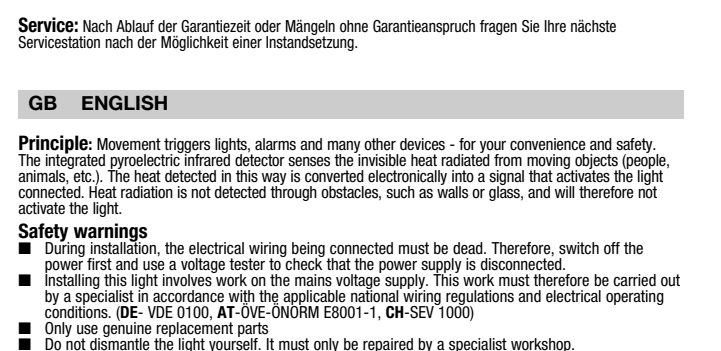 Service: Nach Ablauf der Garantiezeit oder Mängeln ohne Garantieanspruch fragen Sie Ihre nächste
Servicestation nach der Möglichkeit einer Instandsetzung.
GB ENGLISH
Principle: Movement triggers lights, alarms and many other devices - for your convenience and safety.
The integrated pyroelectric infrared detector senses the invisible heat radiated from moving objects (people,
animals, etc.). The heat detected in this way is converted electronically into a signal that activates the light
connected. Heat radiation is not detected through obstacles, such as walls or glass, and will therefore not
activate the light.
Safety warnings
■ During installation, the electrical wiring being connected must be dead. Therefore, switch off the
power first and use a voltage tester to check that the power supply is disconnected.
■ Installing this light involves work on the mains voltage supply. This work must therefore be carried out
by a specialist in accordance with the applicable national wiring regulations and electrical operating
conditions. (DE- VDE 0100, AT-ÖVE-ÖNORM E8001-1, CH-SEV 1000)
■ Only use genuine replacement parts
■ Do not dismantle the light yourself. It must only be repaired by a specialist workshop.